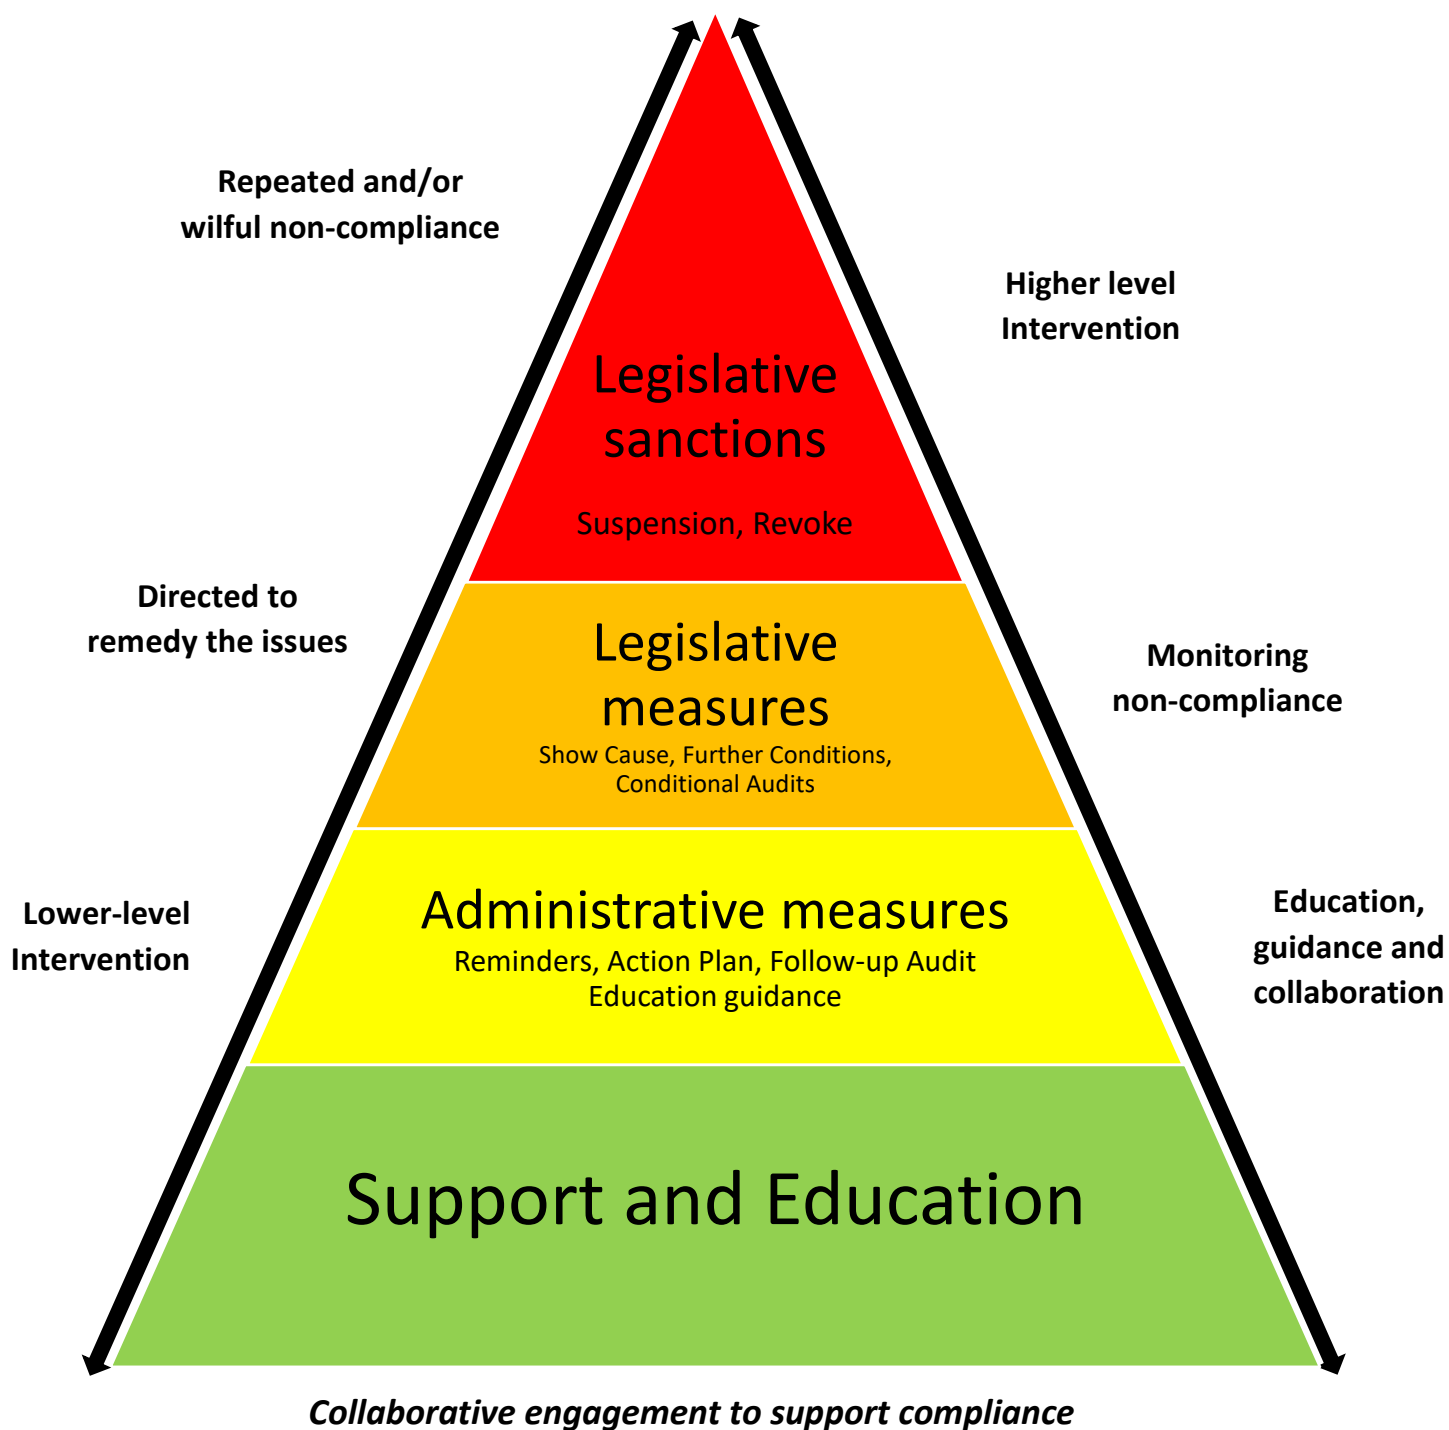 Repeated and/or
wilful non-compliance
Higher level
Intervention
Legislative
sanctions
Suspension, Revoke
Directed to
remedy the issues
Legislative
measures
Show Cause, Further Conditions,
Conditional Audits
Monitoring
non-compliance
Lower-level
Intervention
Administrative measures
Reminders, Action Plan, Follow-up Audit
Education guidance
Education,
guidance and
collaboration
Support and Education
Collaborative engagement to support compliance